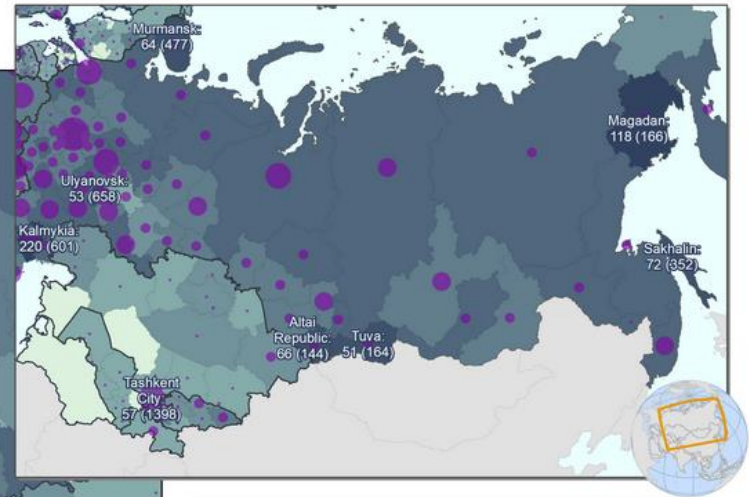 Murmansk:
64 (477)
Magadan:
118 (166)
Ulyanovsk:
53 (658)
Kalmykia:
220 (601)
Sakhalin:
72 (352)
Altai
Republic:
66 (144)
Tuva:
51 (164)
Tashkent
City:
57 (1398)